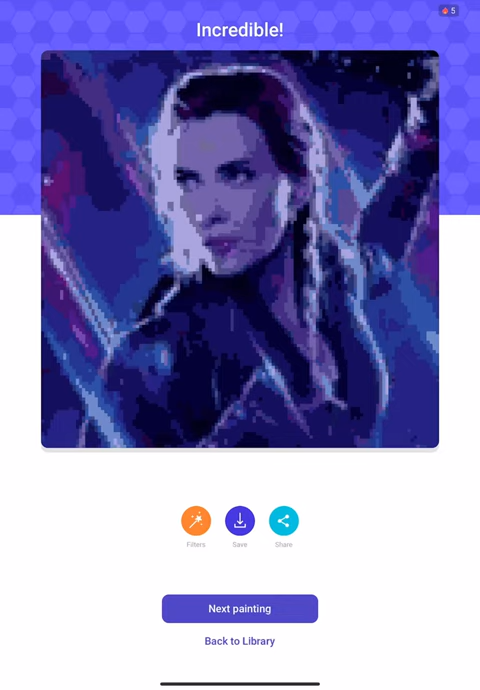 5
Incredible!
Filters
Save
Share
Next painting
Back to Library